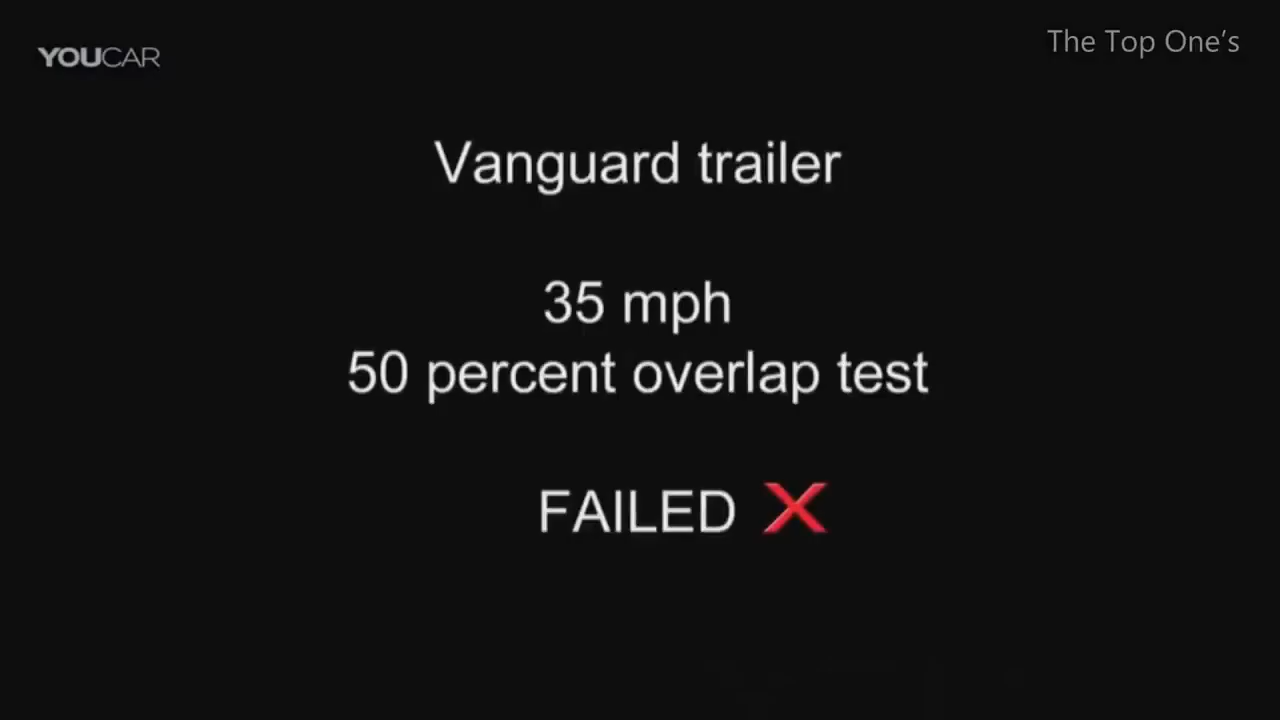 YOUCAR
The Top One’s
Vanguard trailer
35 mph
50 percent overlap test
FAILED ❌